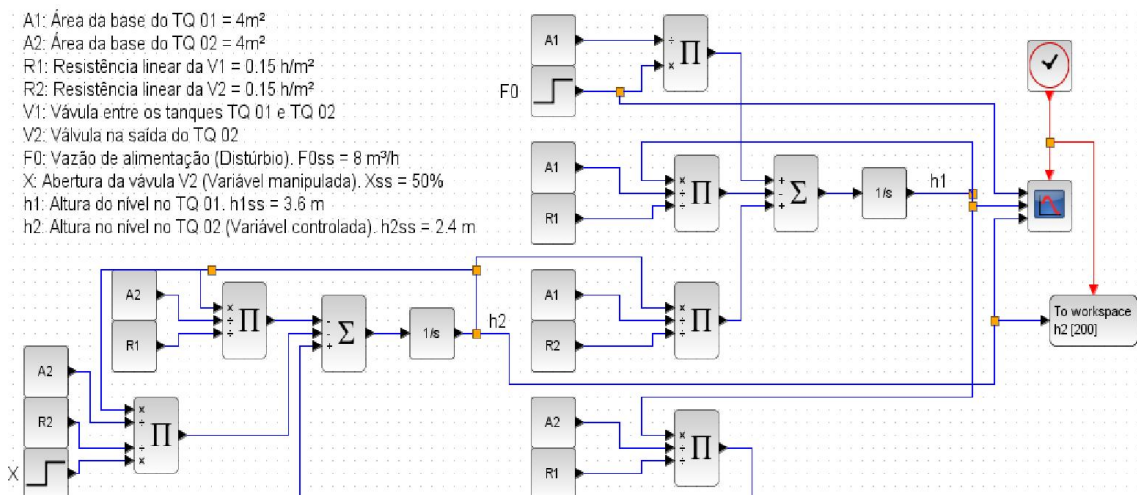 A1: Área da base do TQ 01 = 4m²
A2: Área da base do TQ 02 = 4m²
R1: Resistência linear da V1 = 0.15 h/m²
R2: Resistência linear da V2 = 0.15 h/m²
V1: Vávula entre os tanques TQ 01 e TQ 02
V2: Válvula na saída do TQ 02
F0: Vazão de alimentação (Distúrbio). F0ss = 8 m³/h
X: Abertura da vávula V2 (Variável manipulada). Xss = 50%
h1: Altura do nível no TQ 01. h1ss = 3.6 m
h2: Altura no nível no TQ 02 (Variável controlada). h2ss = 2.4 m
A1
÷
×
Π
F0
A1
R1
×
÷
÷
Π
+
-
+
Σ
1/s
h1
A1
R2
×
÷
÷
Π
To workspace
h2 [200]
A2
R1
×
÷
÷
Π
-
-
+
Σ
1/s
h2
A2
R2
X
×
÷
÷
×
Π
A2
R1
×
÷
÷
Π